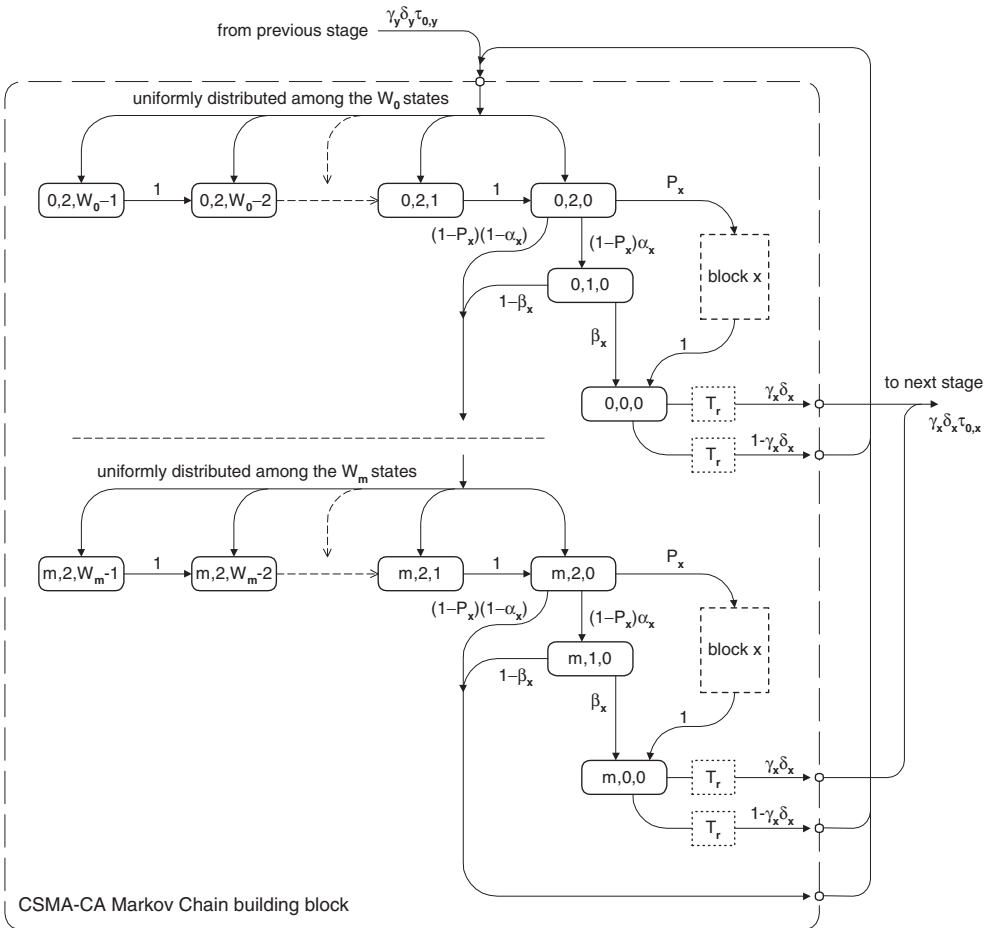 γyδyτ0,y
from previous stage
uniformly distributed among the W0 states
0,2,W0–1
1
0,2,W0–2
0,2,1
1
0,2,0
Px
(1–Px)(1–αx)
(1–Px)αx
block x
0,1,0
1–βx
βx
1
to next stage
0,0,0
Tr
γxδx
γxδxτ0,x
Tr
1-γxδx
uniformly distributed among the Wm states
m,2,Wm-1
1
m,2,Wm-2
m,2,1
1
m,2,0
Px
(1–Px)(1–αx)
(1–Px)αx
block x
m,1,0
1–βx
βx
1
m,0,0
Tr
γxδx
Tr
1-γxδx
CSMA-CA Markov Chain building block